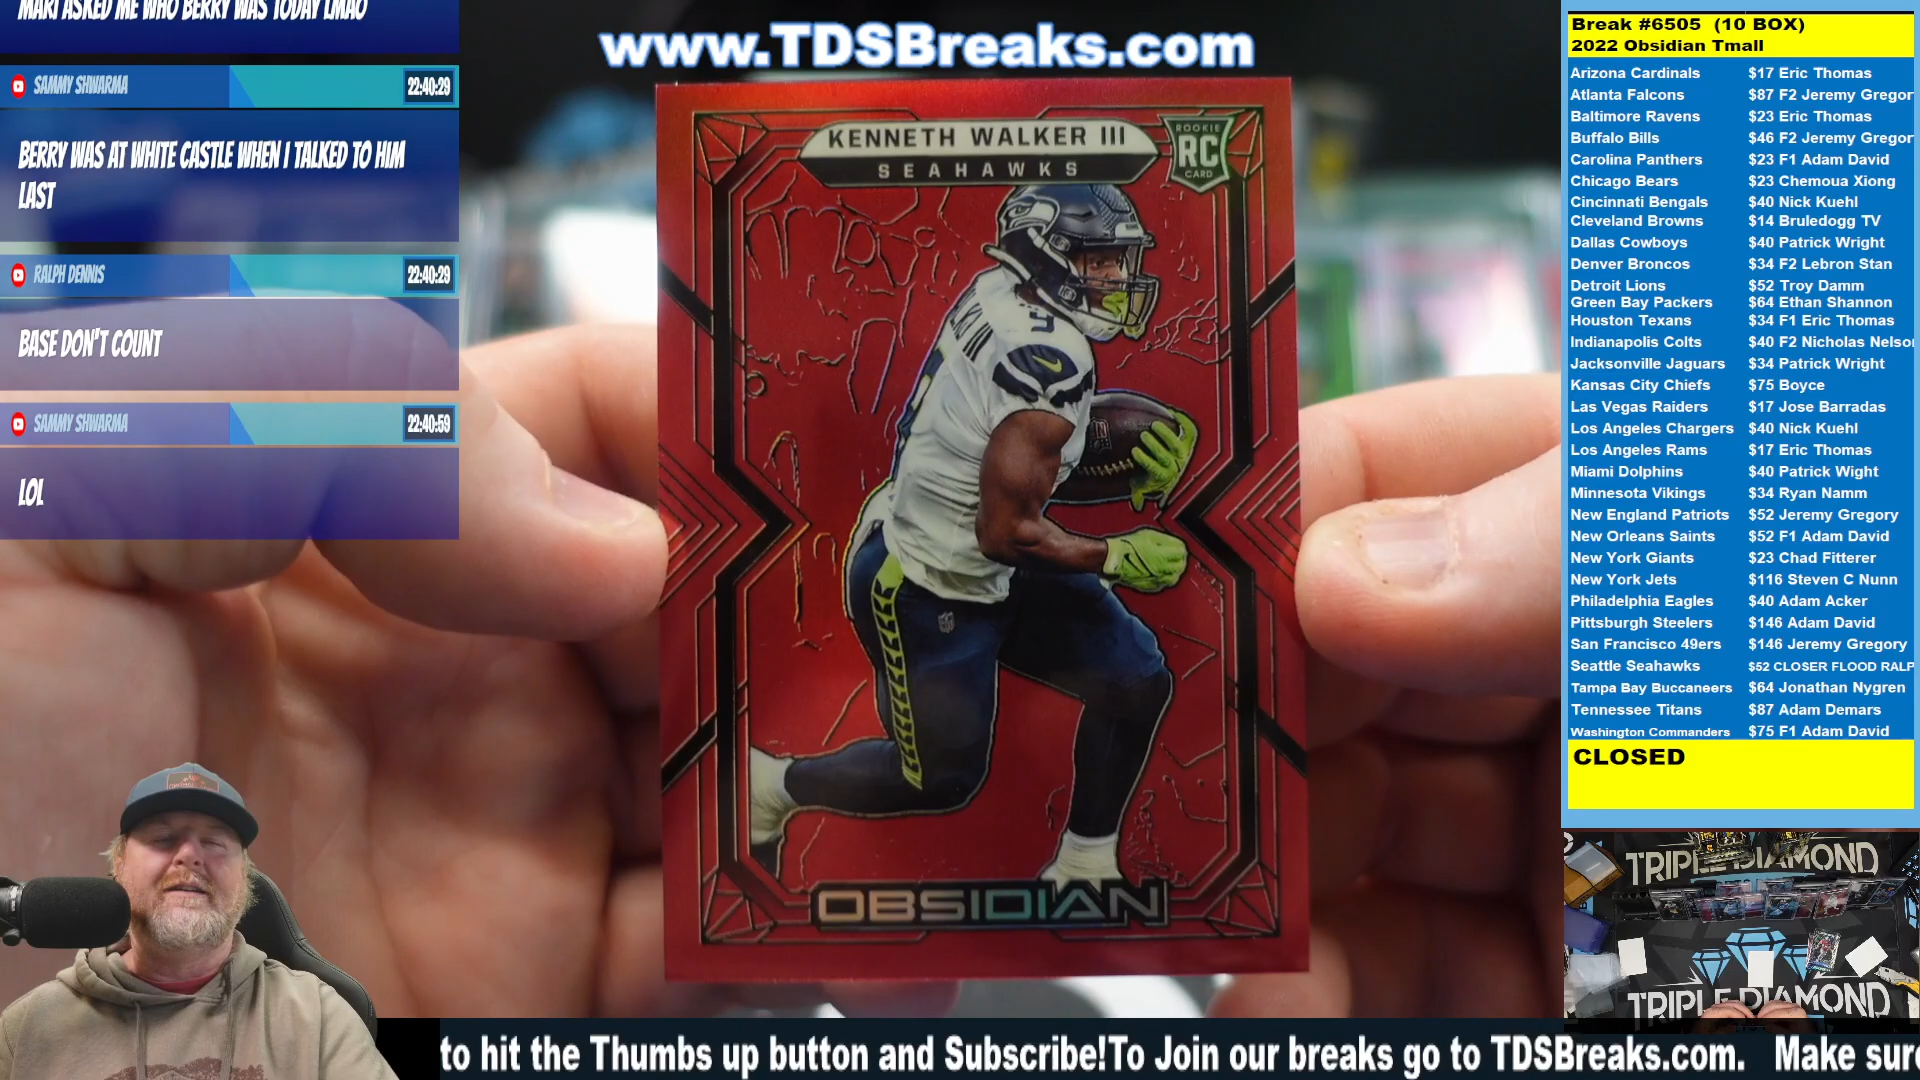 MARI ASKED ME WHO BERRY WAS TODAY LMAO
SAMMY SHWARMA 22:40:29
BERRY WAS AT WHITE CASTLE WHEN I TALKED TO HIM
LAST
RALPH DENNIS 22:40:29
BASE DON'T COUNT
SAMMY SHWARMA 22:40:59
LOL
www.TDSBreaks.com
KENNETH WALKER III
SEAHAWKS
ROOKIE
RC
CARD
9
OBSIDIAN
Break #6505 (10 BOX)
2022 Obsidian Tmall
Arizona Cardinals $17 Eric Thomas
Atlanta Falcons $87 F2 Jeremy Gregor
Baltimore Ravens $23 Eric Thomas
Buffalo Bills $46 F2 Jeremy Gregor
Carolina Panthers $23 F1 Adam David
Chicago Bears $23 Chemoua Xiong
Cincinnati Bengals $40 Nick Kuehl
Cleveland Browns $14 Bruledogg TV
Dallas Cowboys $40 Patrick Wright
Denver Broncos $34 F2 Lebron Stan
Detroit Lions $52 Troy Damm
Green Bay Packers $64 Ethan Shannon
Houston Texans $34 F1 Eric Thomas
Indianapolis Colts $40 F2 Nicholas Nelso
Jacksonville Jaguars $34 Patrick Wright
Kansas City Chiefs $75 Boyce
Las Vegas Raiders $17 Jose Barradas
Los Angeles Chargers $40 Nick Kuehl
Los Angeles Rams $17 Eric Thomas
Miami Dolphins $40 Patrick Wight
Minnesota Vikings $34 Ryan Namm
New England Patriots $52 Jeremy Gregory
New Orleans Saints $52 F1 Adam David
New York Giants $23 Chad Fitterer
New York Jets $116 Steven C Nunn
Philadelphia Eagles $40 Adam Acker
Pittsburgh Steelers $146 Adam David
San Francisco 49ers $146 Jeremy Gregory
Seattle Seahawks $52 CLOSER FLOOD RALP
Tampa Bay Buccaneers $64 Jonathan Nygren
Tennessee Titans $87 Adam Demars
Washington Commanders $75 F1 Adam David
CLOSED
TRIPLE DIAMOND
TRIPLE DIAMOND
to hit the Thumbs up button and Subscribe!To Join our breaks go to TDSBreaks.com. Make sure